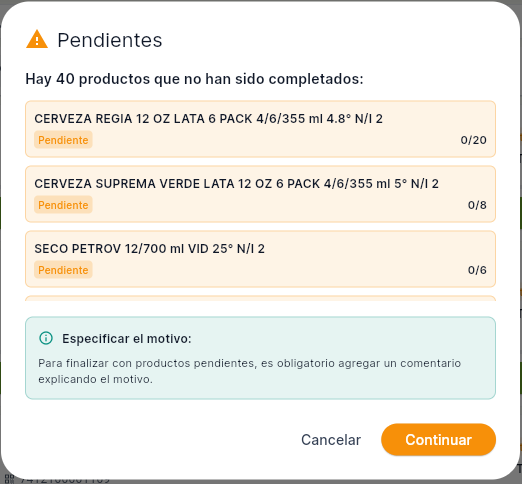 Pendientes
Hay 40 productos que no han sido completados:
CERVEZA REGIA 12 OZ LATA 6 PACK 4/6/355 ml 4.8° N/I 2
Pendiente
0/20
CERVEZA SUPREMA VERDE LATA 12 OZ 6 PACK 4/6/355 ml 5° N/I 2
Pendiente
0/8
SECO PETROV 12/700 ml VID 25° N/I 2
Pendiente
0/6
Especificar el motivo:
Para finalizar con productos pendientes, es obligatorio agregar un comentario
explicando el motivo.
Cancelar
Continuar